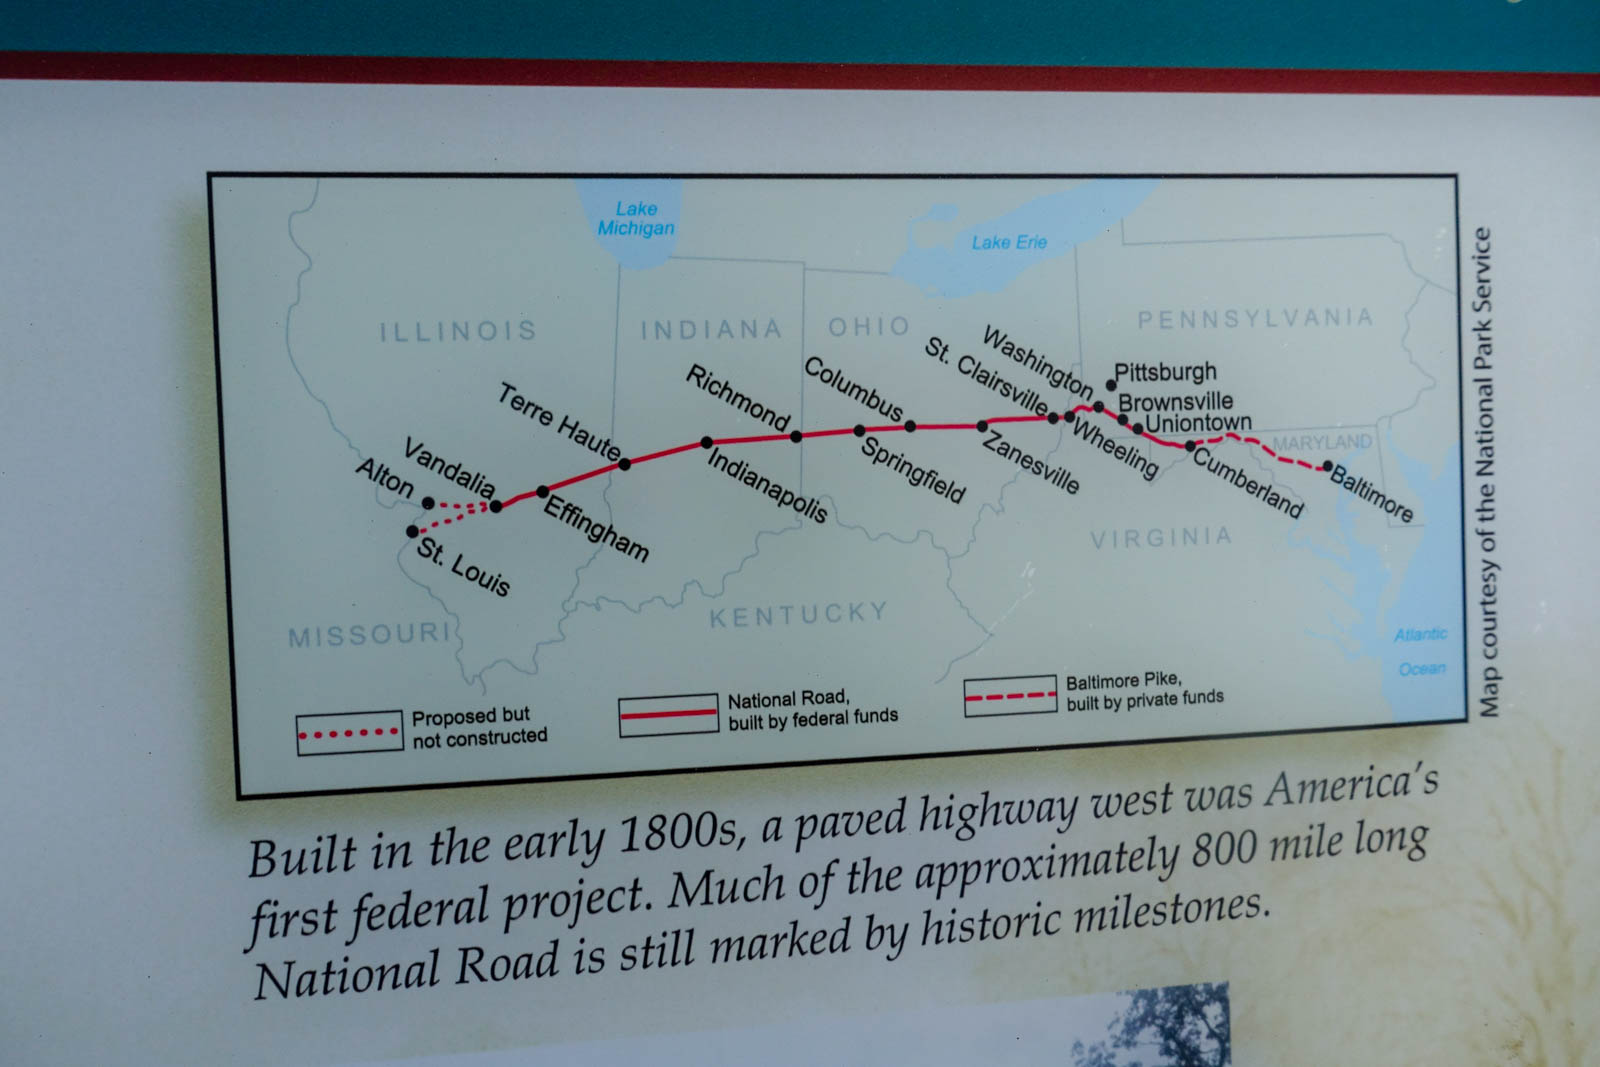 Lake
Michigan
Lake Erie
ILLINOIS
INDIANA
OHIO
PENNSYLVANIA
Washington
St. Clairsville
Pittsburgh
Columbus
Richmond
Brownsville
Terre Haute
Uniontown
MARYLAND
Vandalia
Alton
Wheeling
Zanesville
Springfield
Cumberland
Baltimore
Indianapolis
Effingham
St. Louis
VIRGINIA
KENTUCKY
MISSOURI
Atlantic
Ocean
Proposed but
not constructed
National Road,
built by federal funds
Baltimore Pike,
built by private funds
Map courtesy of the National Park Service
Built in the early 1800s, a paved highway west was America's
first federal project. Much of the approximately 800 mile long
National Road is still marked by historic milestones.